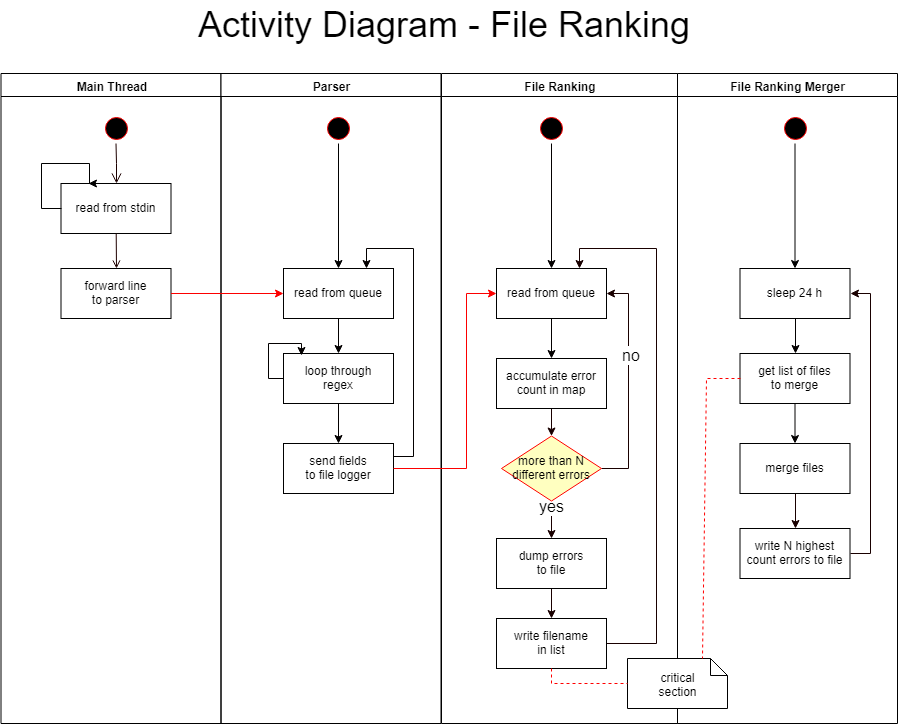 Activity Diagram - File Ranking
Main Thread
Parser
File Ranking
File Ranking Merger
read from stdin
forward line
to parser
read from queue
loop through
regex
send fields
to file logger
read from queue
no
accumulate error
count in map
more than N
different errors
yes
dump errors
to file
write filename
in list
sleep 24 h
get list of files
to merge
merge files
write N highest
count errors to file
critical
section